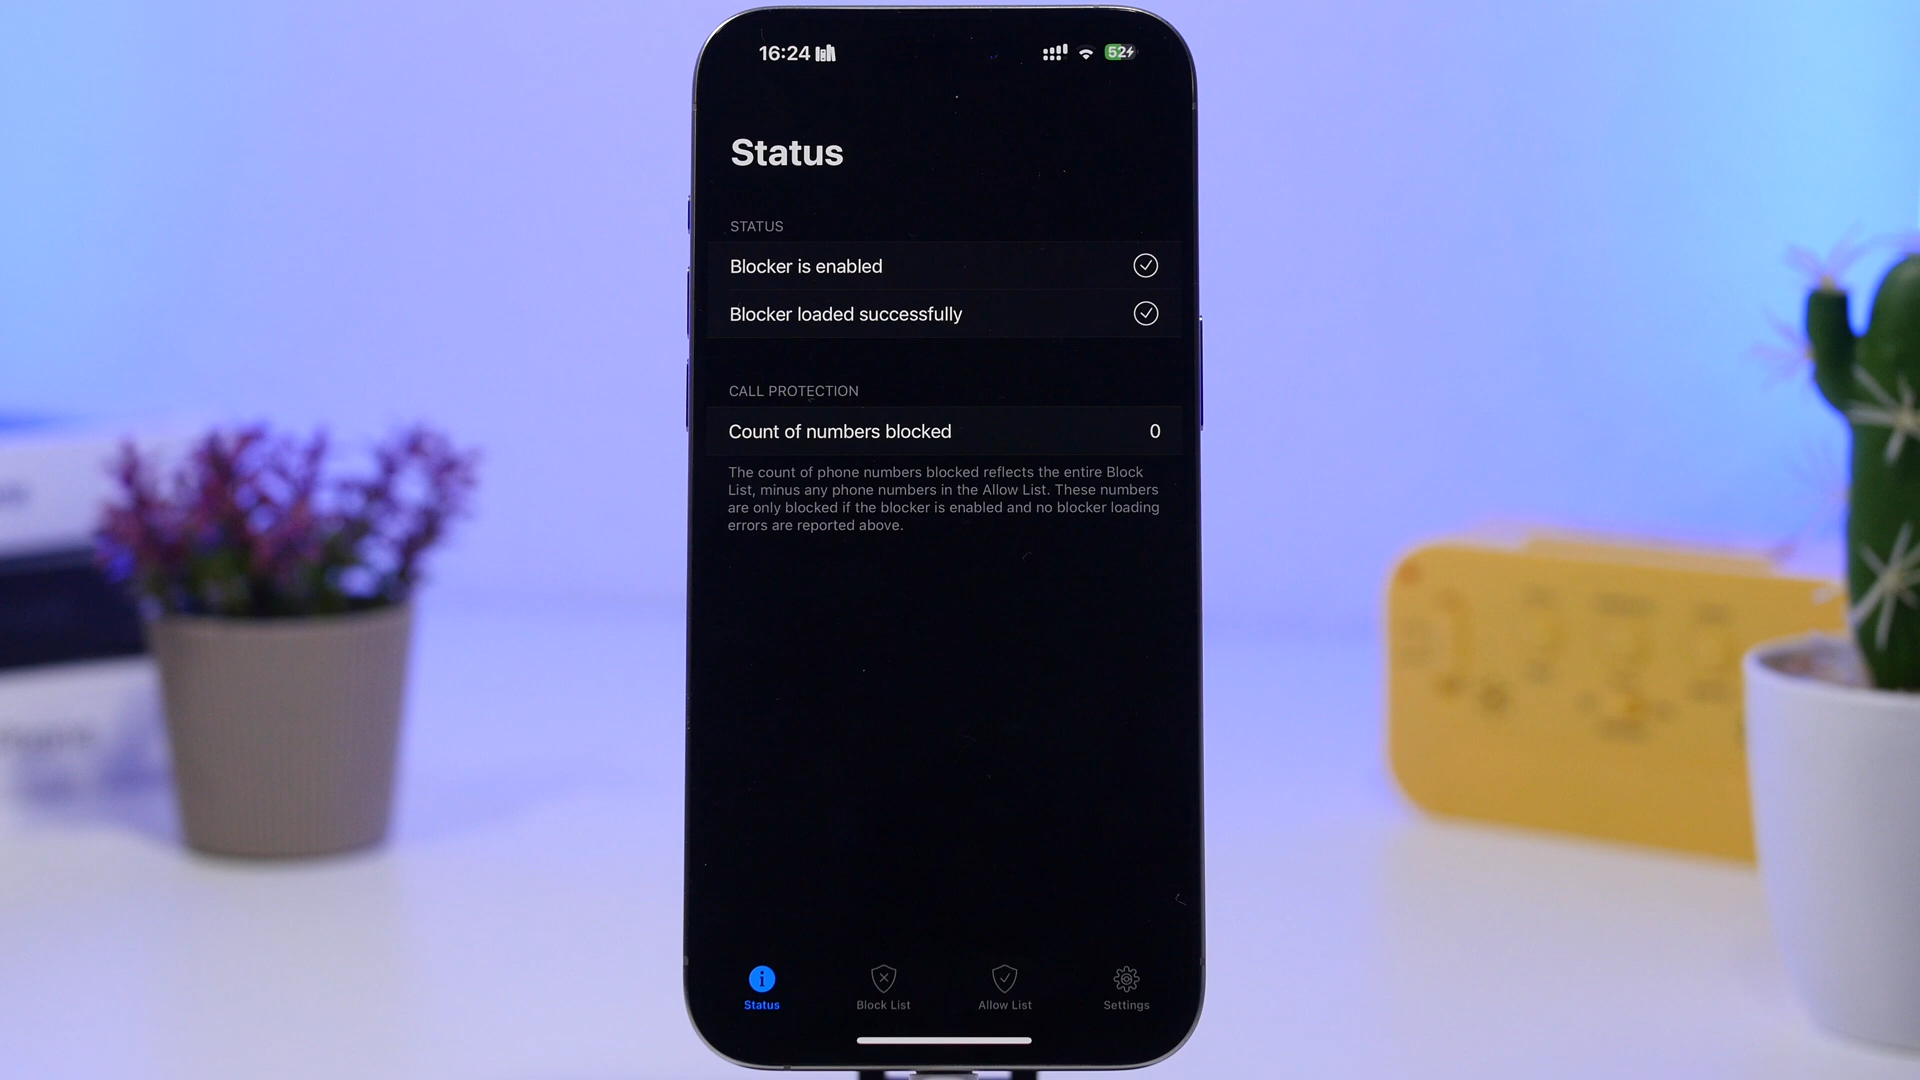 16:24
52
Status
STATUS
Blocker is enabled
Blocker loaded successfully
CALL PROTECTION
Count of numbers blocked 0
The count of phone numbers blocked reflects the entire Block
List, minus any phone numbers in the Allow List. These numbers
are only blocked if the blocker is enabled and no blocker loading
errors are reported above.
Status Block List Allow List Settings